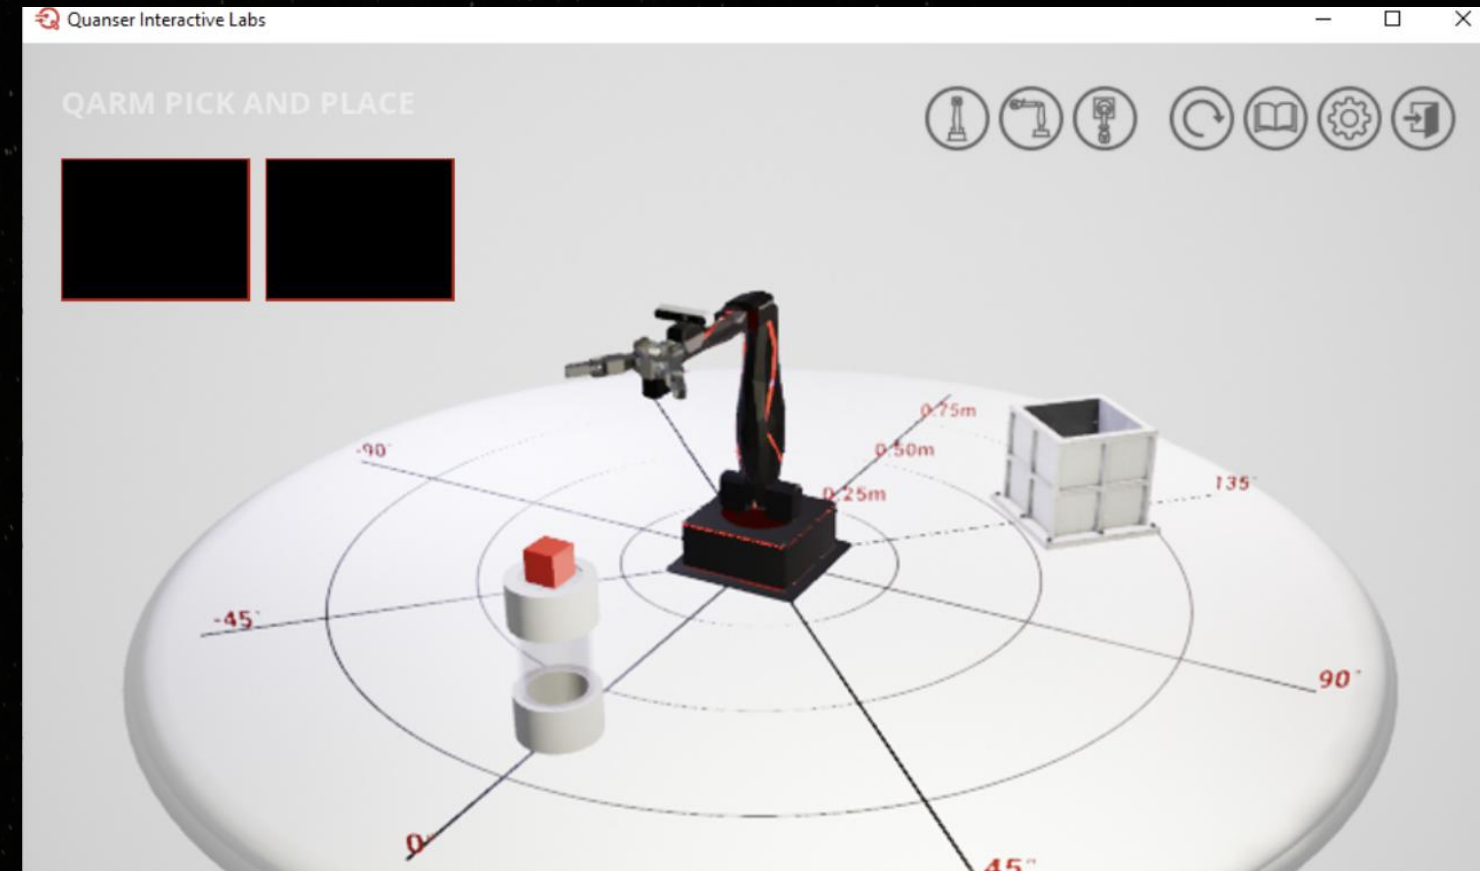 Quanser Interactive Labs
QARM PICK AND PLACE
0.75m
-90°
0.50m
135°
0.25m
-45°
90°
0°
45°